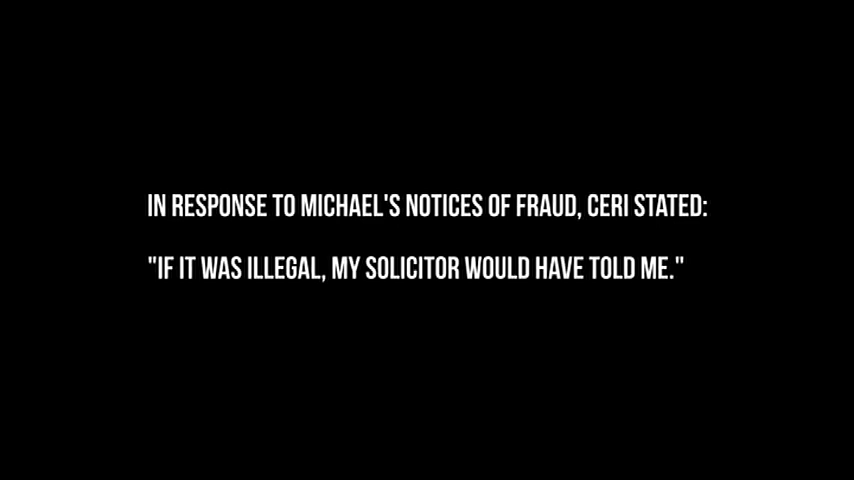 IN RESPONSE TO MICHAEL'S NOTICES OF FRAUD, CERI STATED:
"IF IT WAS ILLEGAL, MY SOLICITOR WOULD HAVE TOLD ME."